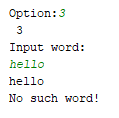 Option:3
3
Input word:
hello
hello
No such word!